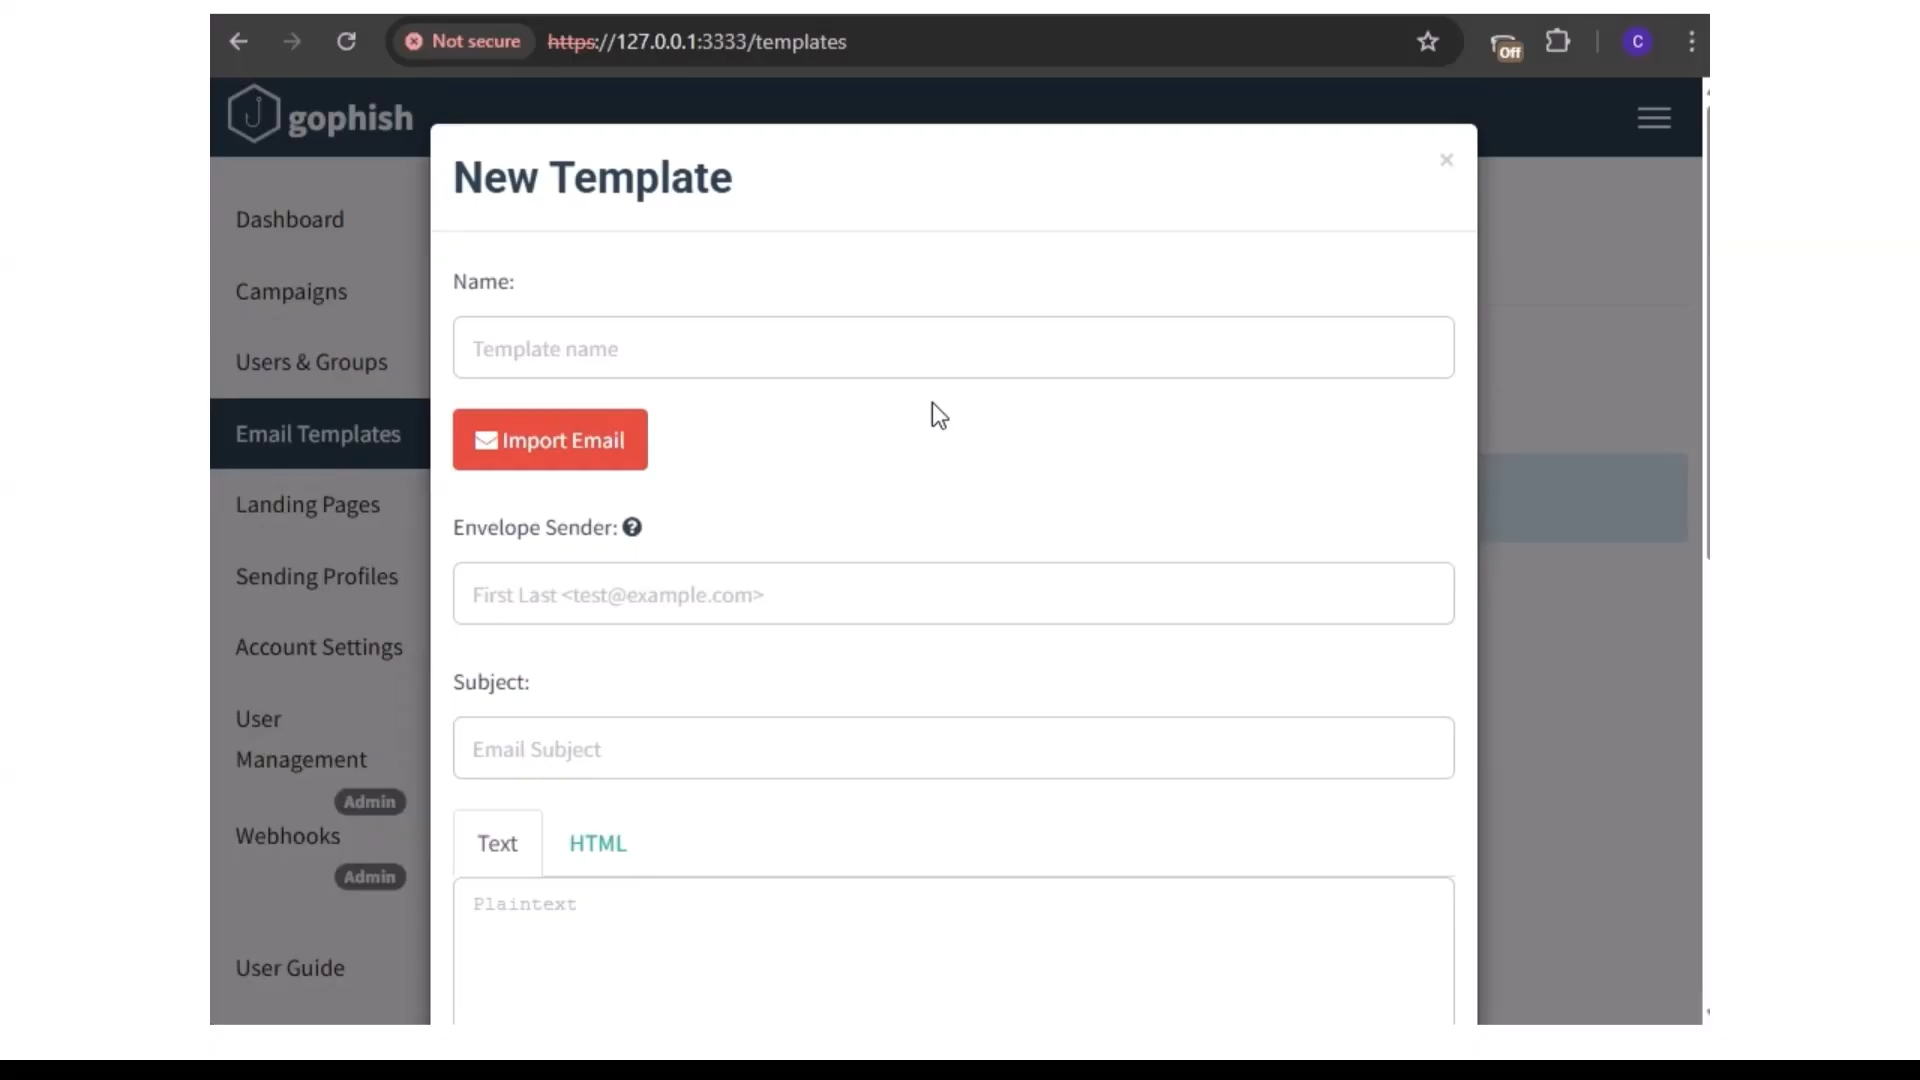 Not secure https://127.0.0.1:3333/templates
Off
C
gophish
New Template
×
Dashboard
Campaigns
Users & Groups
Email Templates
Landing Pages
Sending Profiles
Account Settings
User
Management
Admin
Webhooks
Admin
User Guide
Name:
Template name
Import Email
Envelope Sender: ?
First Last <test@example.com>
Subject:
Email Subject
Text HTML
Plaintext